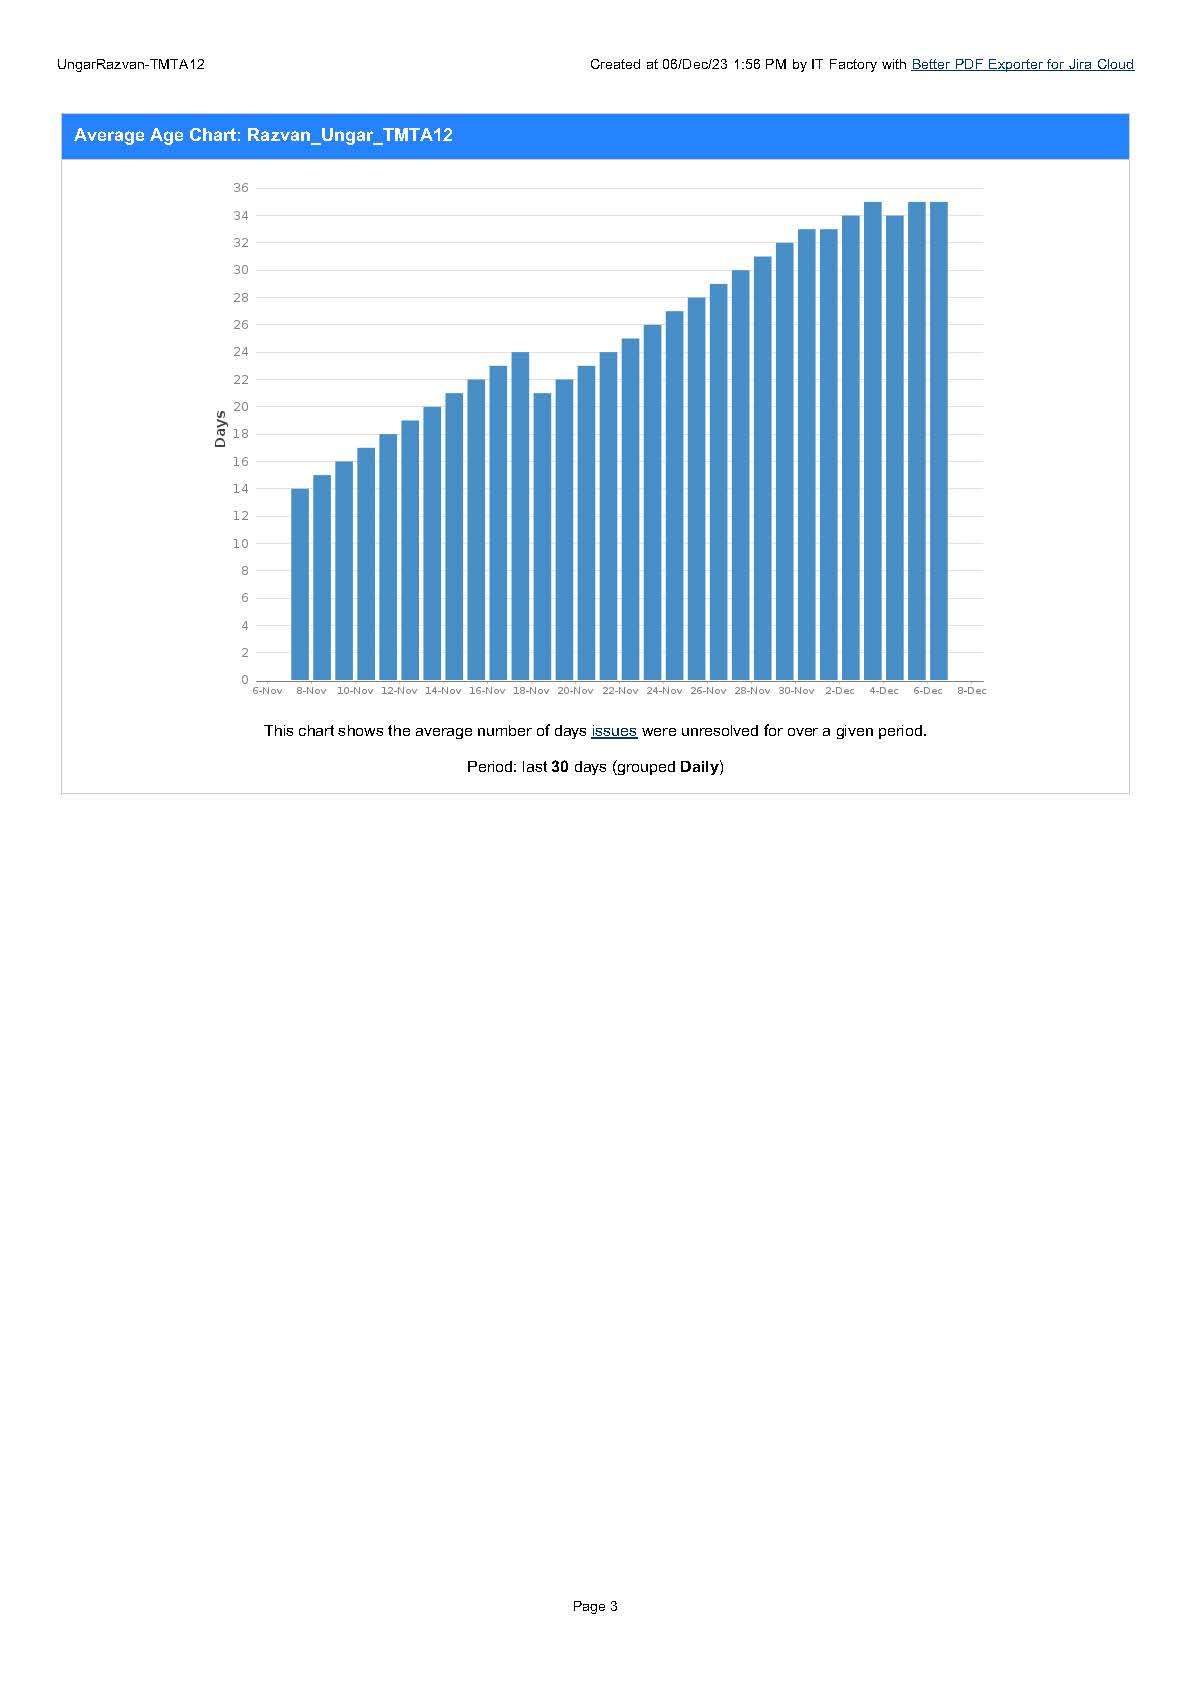 UngarRazvan-TMTA12
Created at 06/Dec/23 1:56 PM by IT Factory with Better PDF Exporter for Jira Cloud
Average Age Chart: Razvan_Ungar_TMTA12
36
34
32
30
28
26
24
22
20
18
16
14
12
10
8
6
4
2
0
Days
6-Nov 8-Nov 10-Nov 12-Nov 14-Nov 16-Nov 18-Nov 20-Nov 22-Nov 24-Nov 26-Nov 28-Nov 30-Nov 2-Dec 4-Dec 6-Dec 8-Dec
This chart shows the average number of days issues were unresolved for over a given period.
Period: last 30 days (grouped Daily)
Page 3